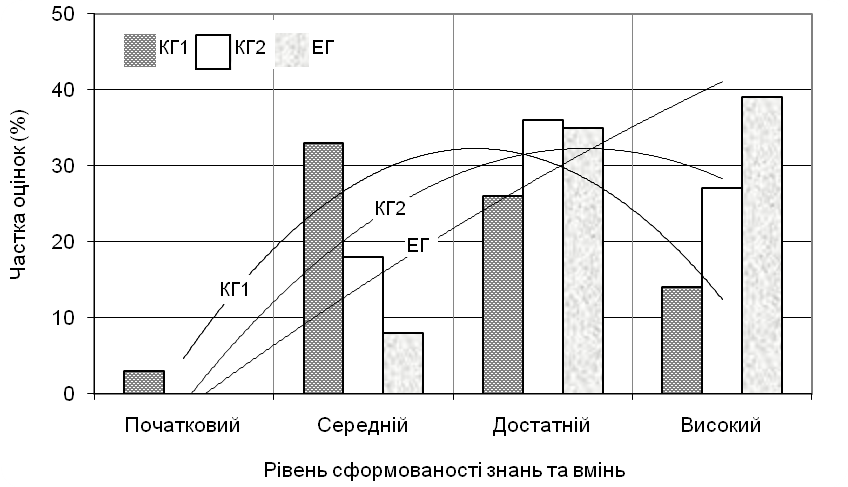 Частка оцінок (%)
50
40
30
20
10
0
КГ1 КГ2 ЕГ
КГ1
КГ2
ЕГ
Початковий Середній Достатній Високий
Рівень сформованості знань та вмінь